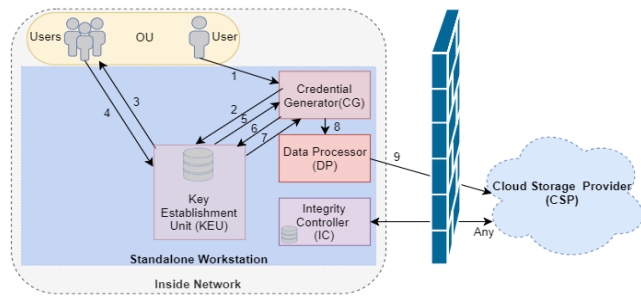 Users
OU
User
1
2
3
4
5
6
7
8
9
Credential
Generator(CG)
Data Processor
(DP)
Key
Establishment
Unit (KEU)
Integrity
Controller
(IC)
Cloud Storage Provider
(CSP)
Any
Standalone Workstation
Inside Network